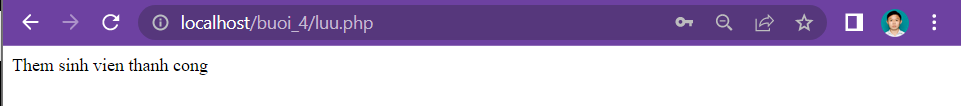 localhost/buoi_4/luu.php
Them sinh vien thanh cong